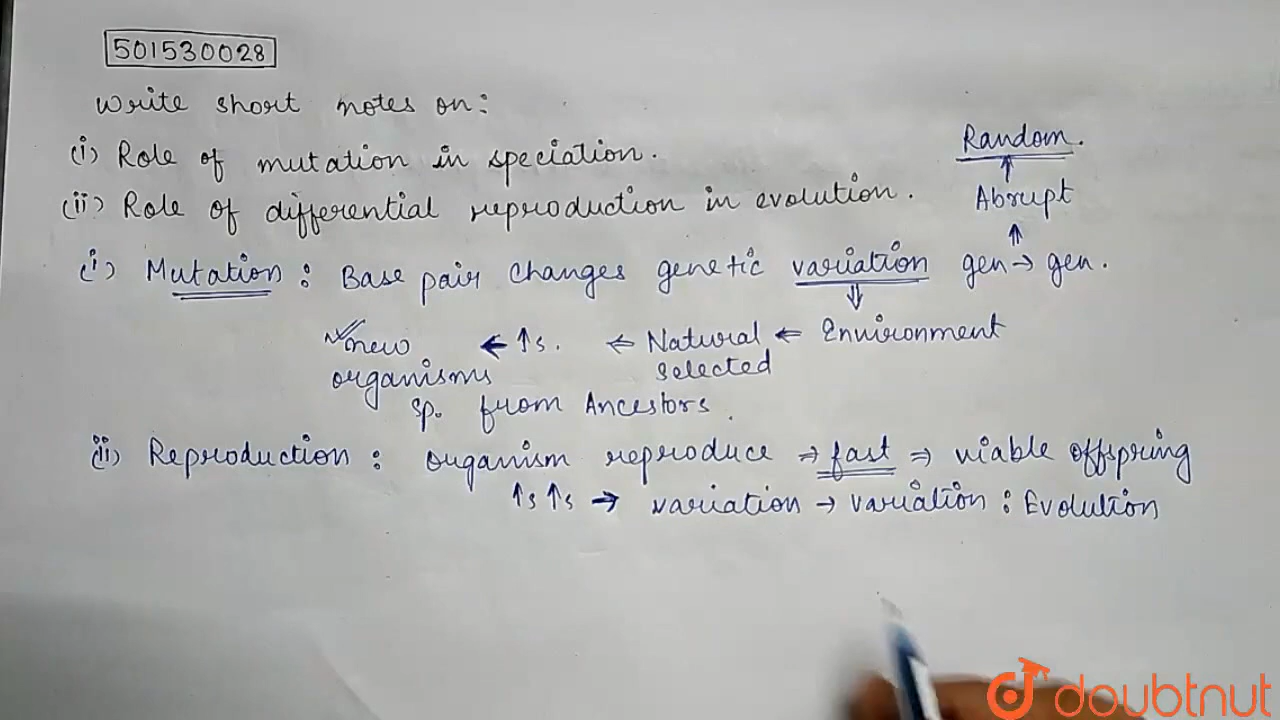 501530028
Write short notes on:
(i) Role of mutation in speciation.
(ii) Role of differential reproduction in evolution.
Random.
↑
Abrupt
⇑
(i) Mutation: Base pair Changes genetic variation gen → gen.
⇓
new ← ↑s. ⇐ Natural ⇐ Environment
organisms selected
sp. from Ancestors.
(ii) Reproduction: organism reproduce ⇒ fast ⇒ viable offspring
↑s ↑s → variation → variation: Evolution
doubtnut